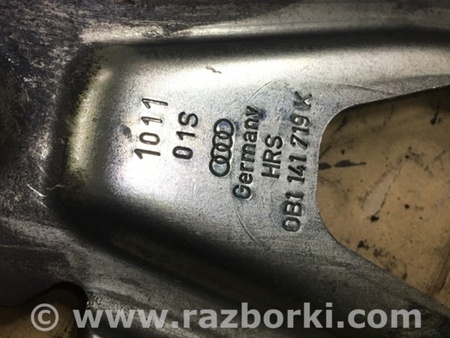 1011
01S
Germany
HRS
0B1 141 719 K
© www.razborki.com